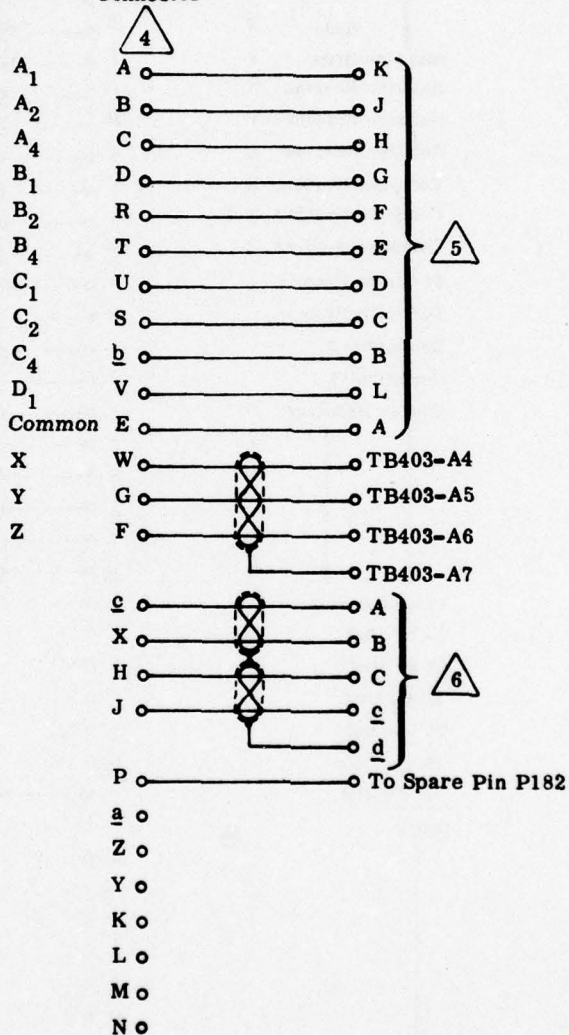 4
A1 A K
A2 B J
A4 C H
B1 D G
B2 R F
B4 T E
5
C1 U D
C2 S C
C4 b B
D1 V L
Common E A
X W TB403-A4
Y G TB403-A5
Z F TB403-A6
TB403-A7
c A
X B
H C
6
J c
d
P To Spare Pin P182
a
Z
Y
K
L
M
N